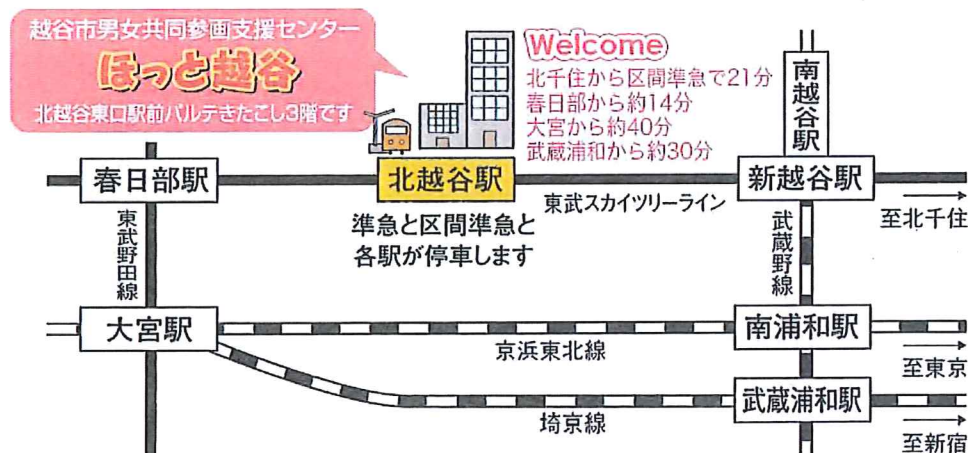 越谷市男女共同参画支援センター
ほっと越谷
北越谷東口駅前パルテきたこし3階です
Welcome
北千住から区間準急で21分
春日部から約14分
大宮から約40分
武蔵浦和から約30分
南越谷駅
春日部駅
北越谷駅
新越谷駅
東武スカイツリーライン
至北千住
準急と区間準急と
各駅が停車します
東武野田線
武蔵野線
大宮駅
南浦和駅
京浜東北線
至東京
武蔵浦和駅
埼京線
至新宿